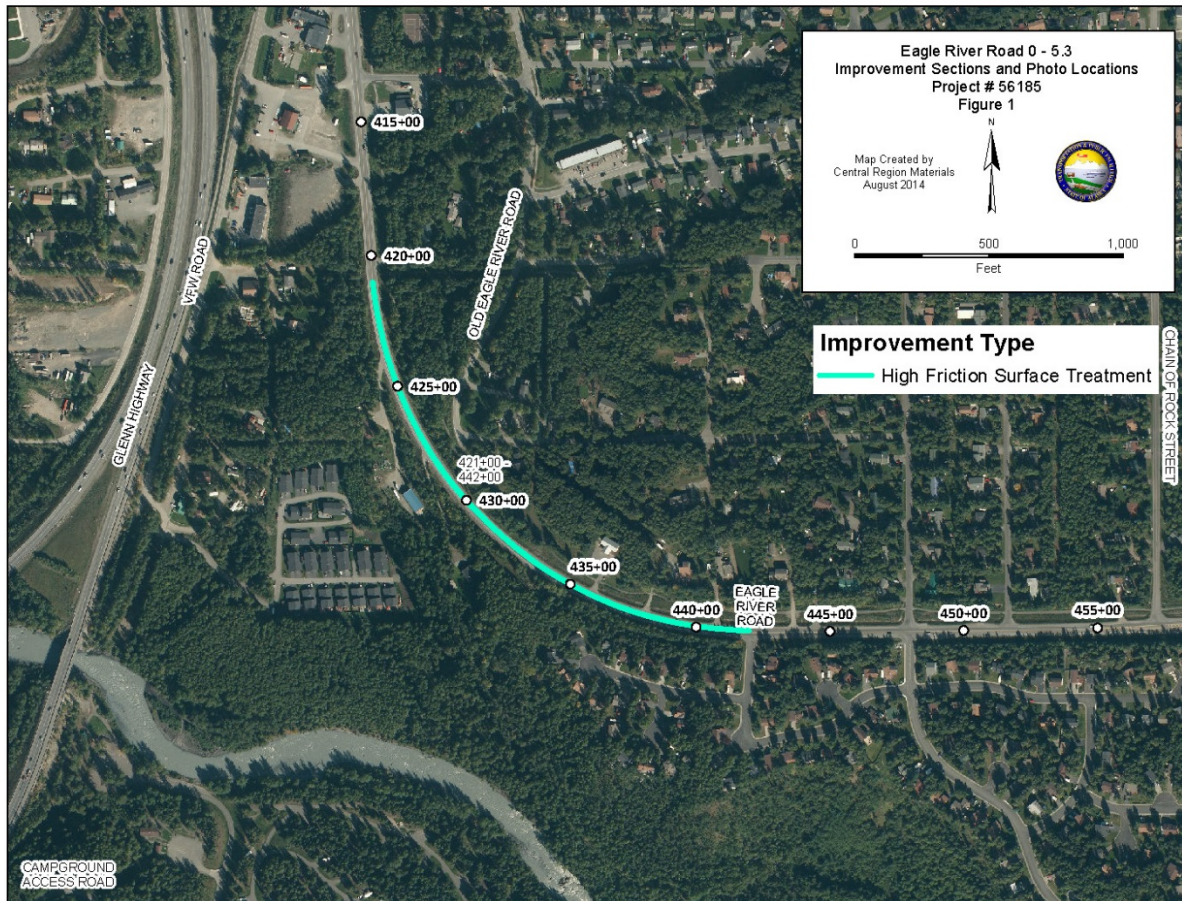 Eagle River Road 0 - 5.3
Improvement Sections and Photo Locations
Project # 56185
Figure 1
N
Map Created by
Central Region Materials
August 2014
0 500 1,000
Feet
Improvement Type
High Friction Surface Treatment
415+00
420+00
425+00
421+00 -
442+00
430+00
435+00
440+00
EAGLE
RIVER
ROAD
445+00
450+00
455+00
OLD EAGLE RIVER ROAD
VFW ROAD
GLENN HIGHWAY
CHAIN OF ROCK STREET
CAMPGROUND
ACCESS ROAD